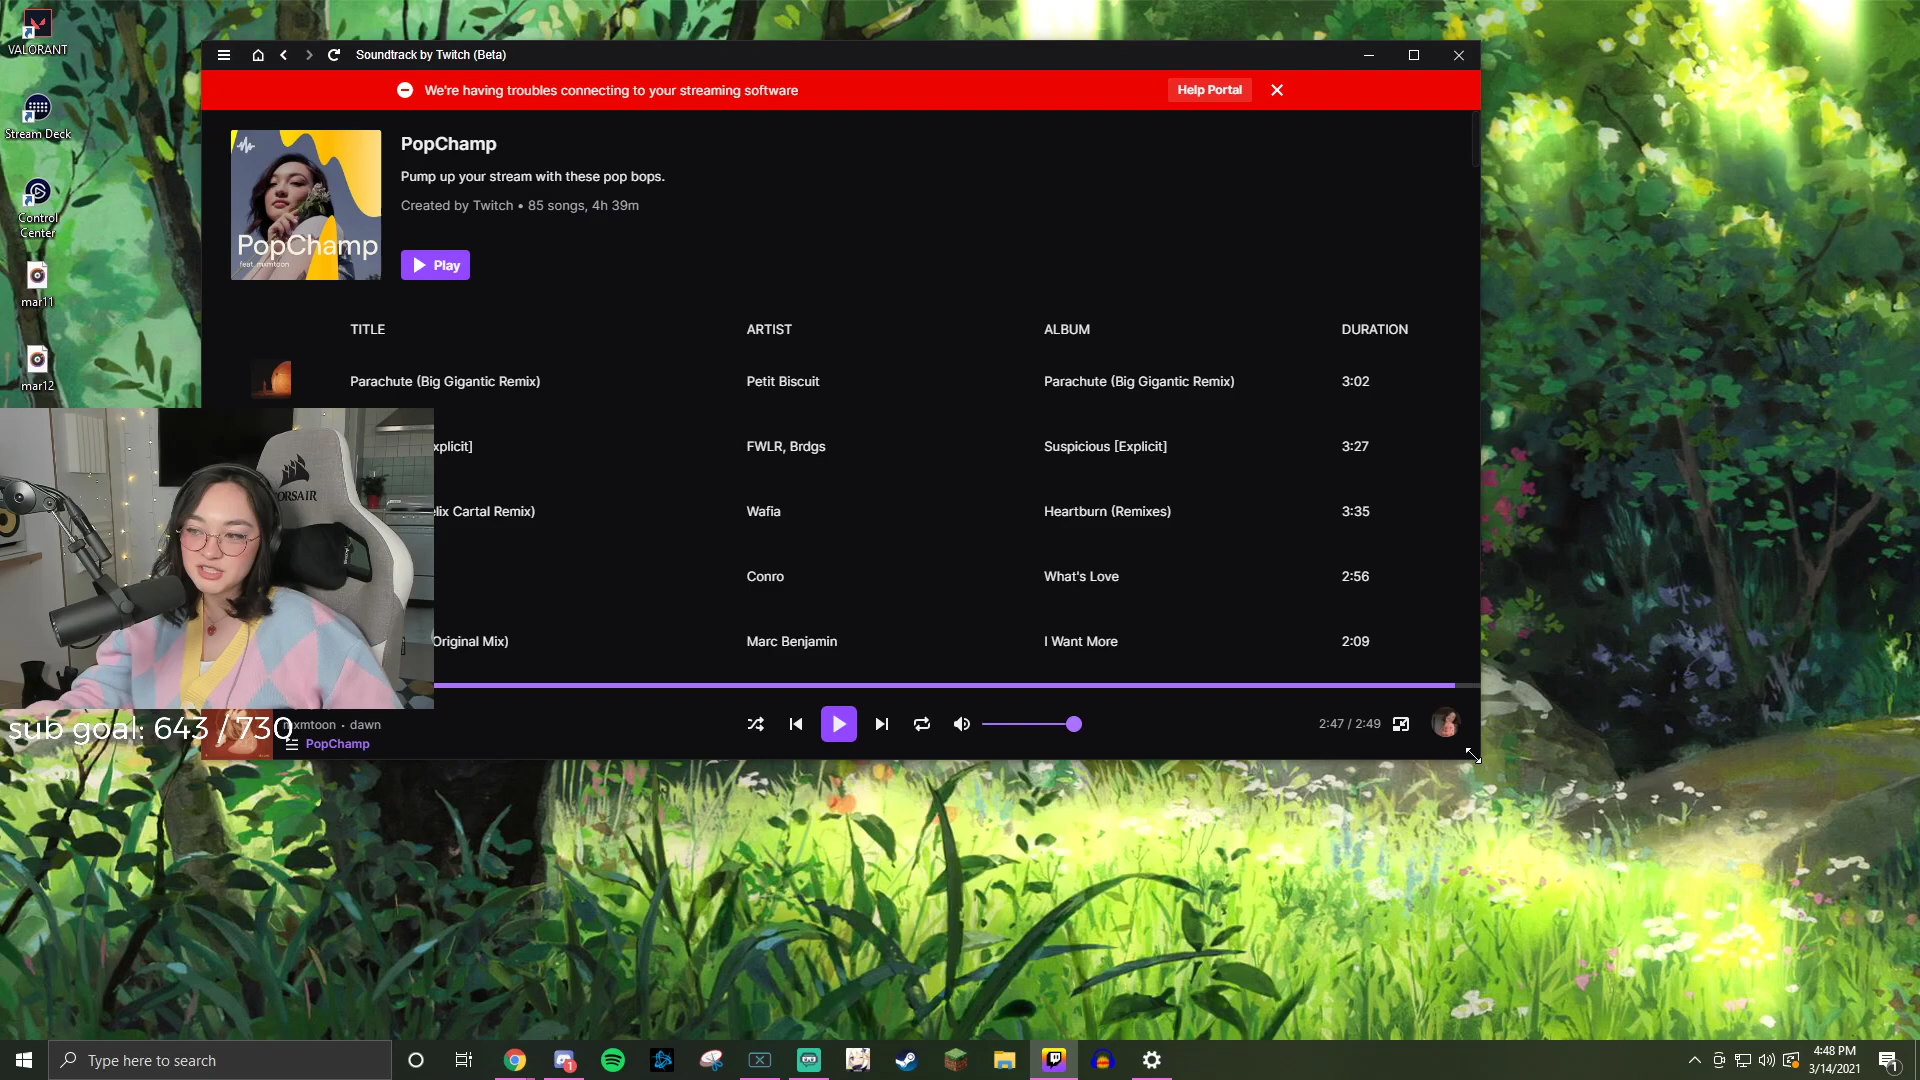 VALORANT
Stream Deck
Control
Center
mar11
mar12
Soundtrack by Twitch (Beta)
We're having troubles connecting to your streaming software
Help Portal
PopChamp
feat. mxmtoon
PopChamp
Pump up your stream with these pop bops.
Created by Twitch • 85 songs, 4h 39m
Play
TITLE ARTIST ALBUM DURATION
Parachute (Big Gigantic Remix) Petit Biscuit Parachute (Big Gigantic Remix) 3:02
xplicit] FWLR, Brdgs Suspicious [Explicit] 3:27
elix Cartal Remix) Wafia Heartburn (Remixes) 3:35
Conro What's Love 2:56
Original Mix) Marc Benjamin I Want More 2:09
CORSAIR
sub goal: 643 / 730
xmtoon · dawn
PopChamp
2:47 / 2:49
Type here to search
1
4:48 PM
3/14/2021
1